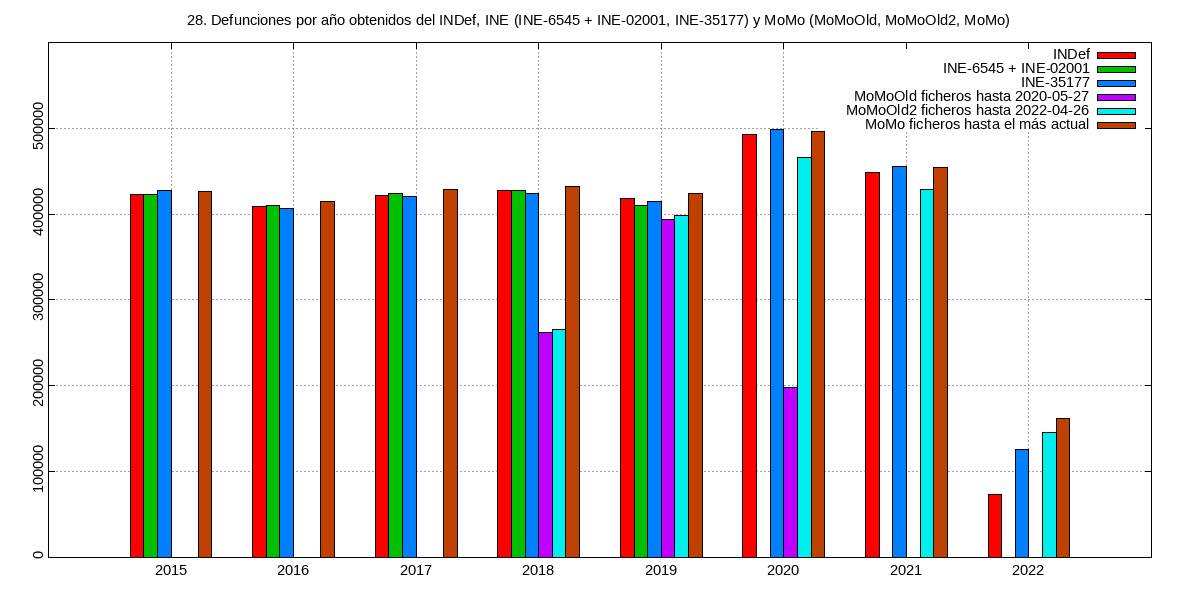 28. Defunciones por año obtenidos del INDef, INE (INE-6545 + INE-02001, INE-35177) y MoMo (MoMoOld, MoMoOld2, MoMo)
INDef
INE-6545 + INE-02001
INE-35177
MoMoOld ficheros hasta 2020-05-27
MoMoOld2 ficheros hasta 2022-04-26
MoMo ficheros hasta el más actual
500000
400000
300000
200000
100000
0
2015 2016 2017 2018 2019 2020 2021 2022